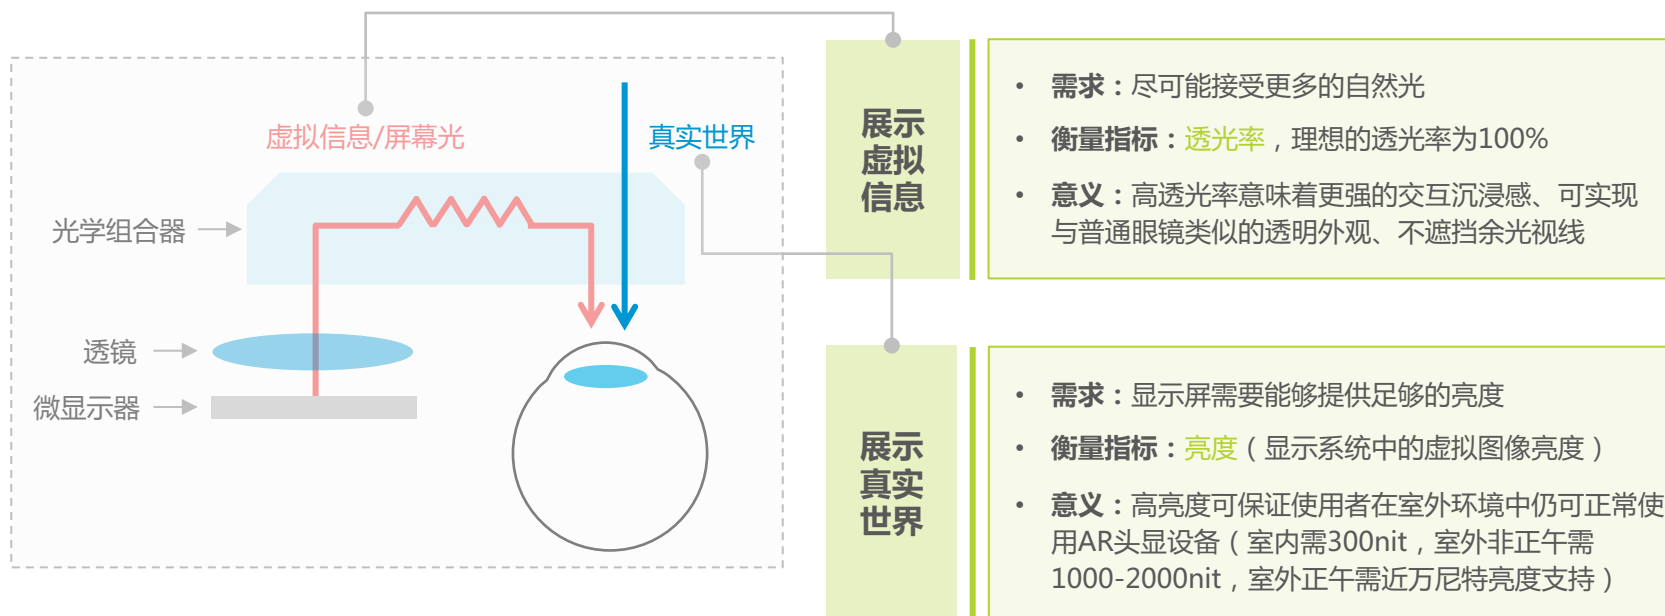 虚拟信息/屏幕光
真实世界
光学组合器
透镜
微显示器
展示
虚拟
信息
• 需求：尽可能接受更多的自然光
• 衡量指标：透光率，理想的透光率为100%
• 意义：高透光率意味着更强的交互沉浸感、可实现
与普通眼镜类似的透明外观、不遮挡余光视线
展示
真实
世界
• 需求：显示屏需要能够提供足够的亮度
• 衡量指标：亮度（显示系统中的虚拟图像亮度）
• 意义：高亮度可保证使用者在室外环境中仍可正常使
用AR头显设备（室内需300nit，室外非正午需
1000-2000nit，室外正午需近万尼特亮度支持）